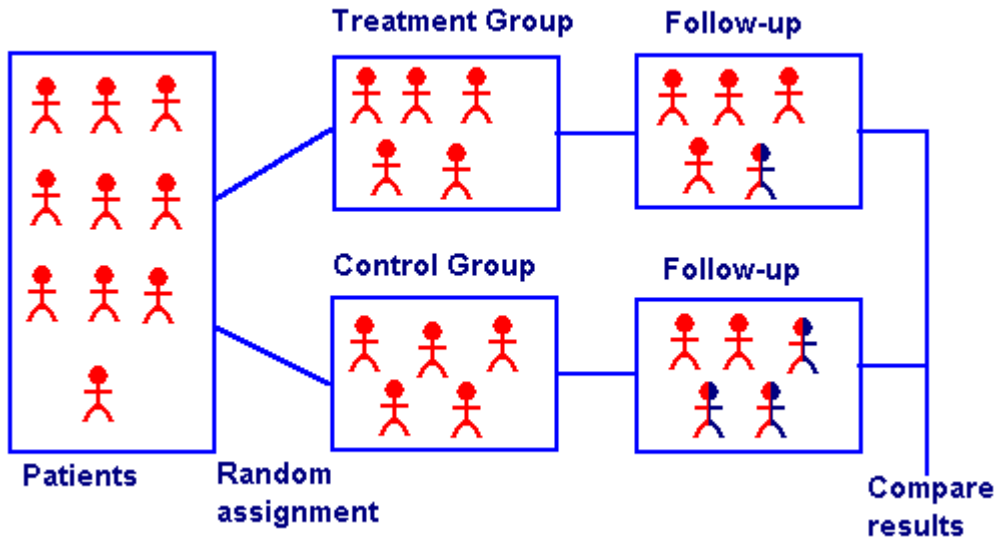 Treatment Group
Follow-up
Control Group
Follow-up
Patients
Random
assignment
Compare
results